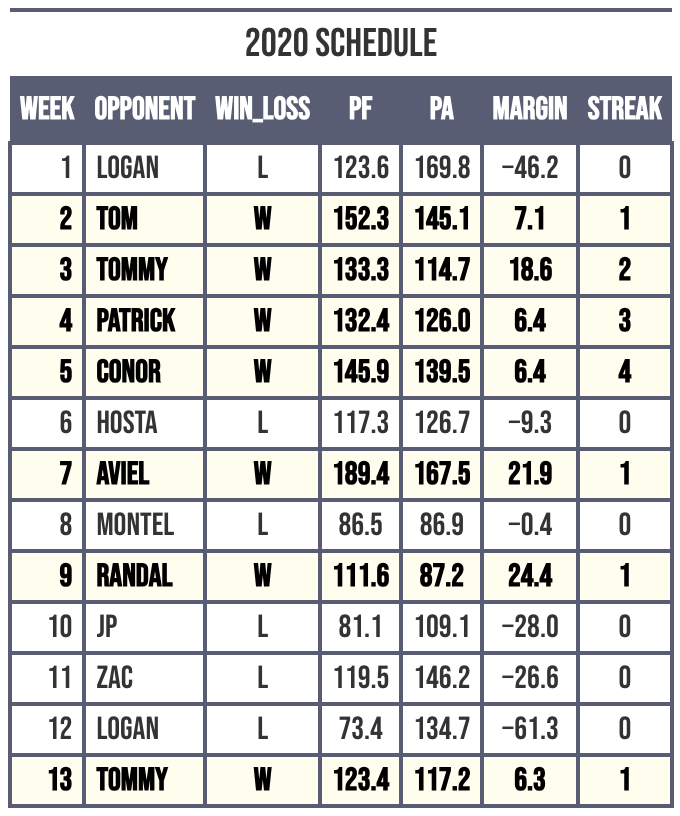 2020 SCHEDULE
WEEK OPPONENT WIN_LOSS PF PA MARGIN STREAK
1 LOGAN L 123.6 169.8 −46.2 0
2 TOM W 152.3 145.1 7.1 1
3 TOMMY W 133.3 114.7 18.6 2
4 PATRICK W 132.4 126.0 6.4 3
5 CONOR W 145.9 139.5 6.4 4
6 HOSTA L 117.3 126.7 −9.3 0
7 AVIEL W 189.4 167.5 21.9 1
8 MONTEL L 86.5 86.9 −0.4 0
9 RANDAL W 111.6 87.2 24.4 1
10 JP L 81.1 109.1 −28.0 0
11 ZAC L 119.5 146.2 −26.6 0
12 LOGAN L 73.4 134.7 −61.3 0
13 TOMMY W 123.4 117.2 6.3 1